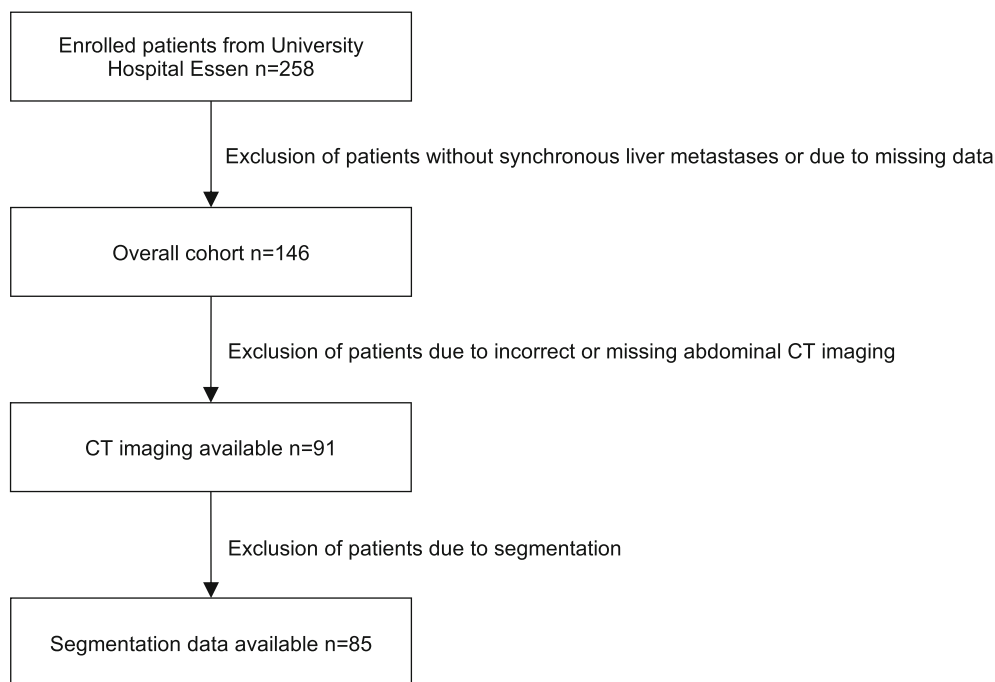 Enrolled patients from University
Hospital Essen n=258
Exclusion of patients without synchronous liver metastases or due to missing data
Overall cohort n=146
Exclusion of patients due to incorrect or missing abdominal CT imaging
CT imaging available n=91
Exclusion of patients due to segmentation
Segmentation data available n=85